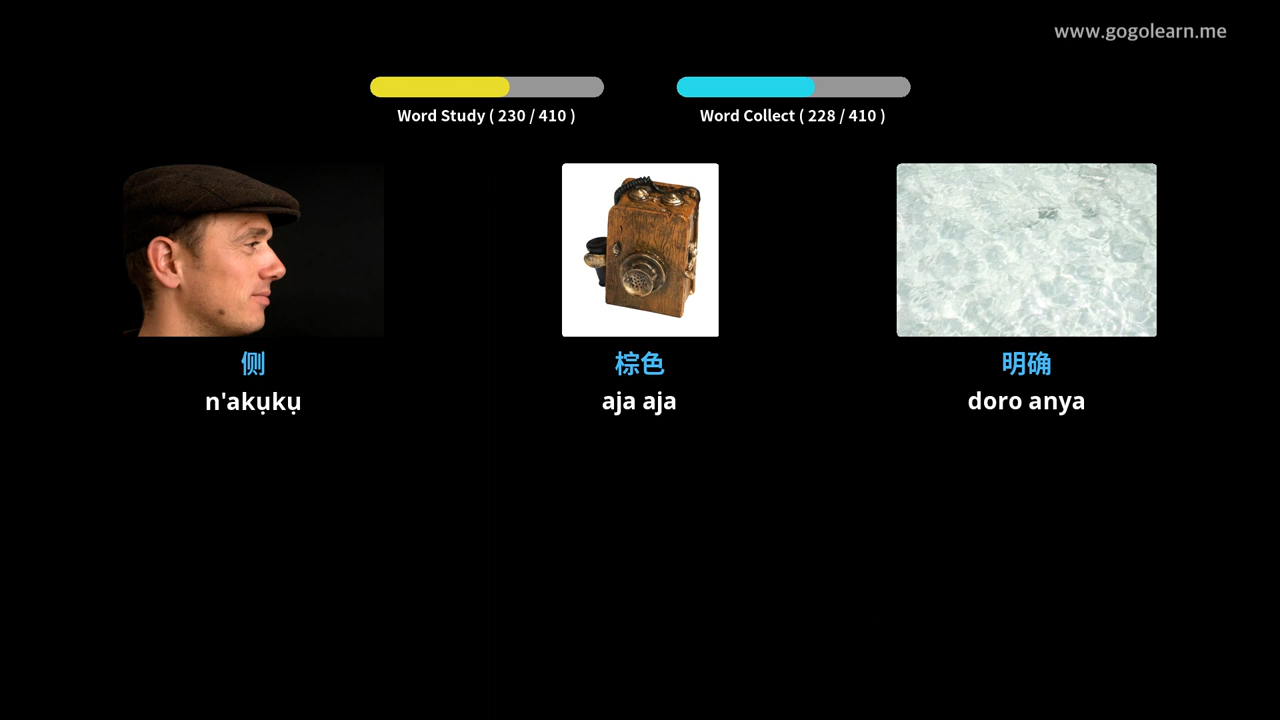 www.gogolearn.me
Word Study ( 230 / 410 )
Word Collect ( 228 / 410 )
侧
棕色
明确
n'akụkụ
aja aja
doro anya